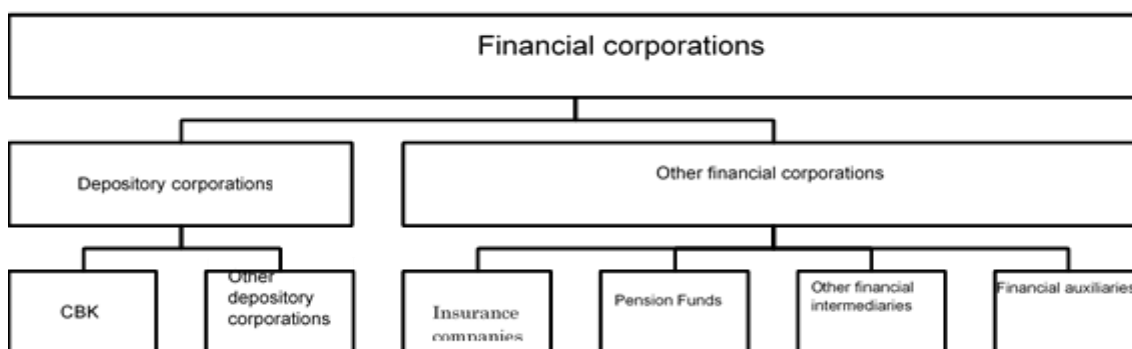 Financial corporations
Depository corporations
Other financial corporations
CBK
Other
depository
corporations
Insurance
companies
Pension Funds
Other financial
intermediaries
Financial auxiliaries